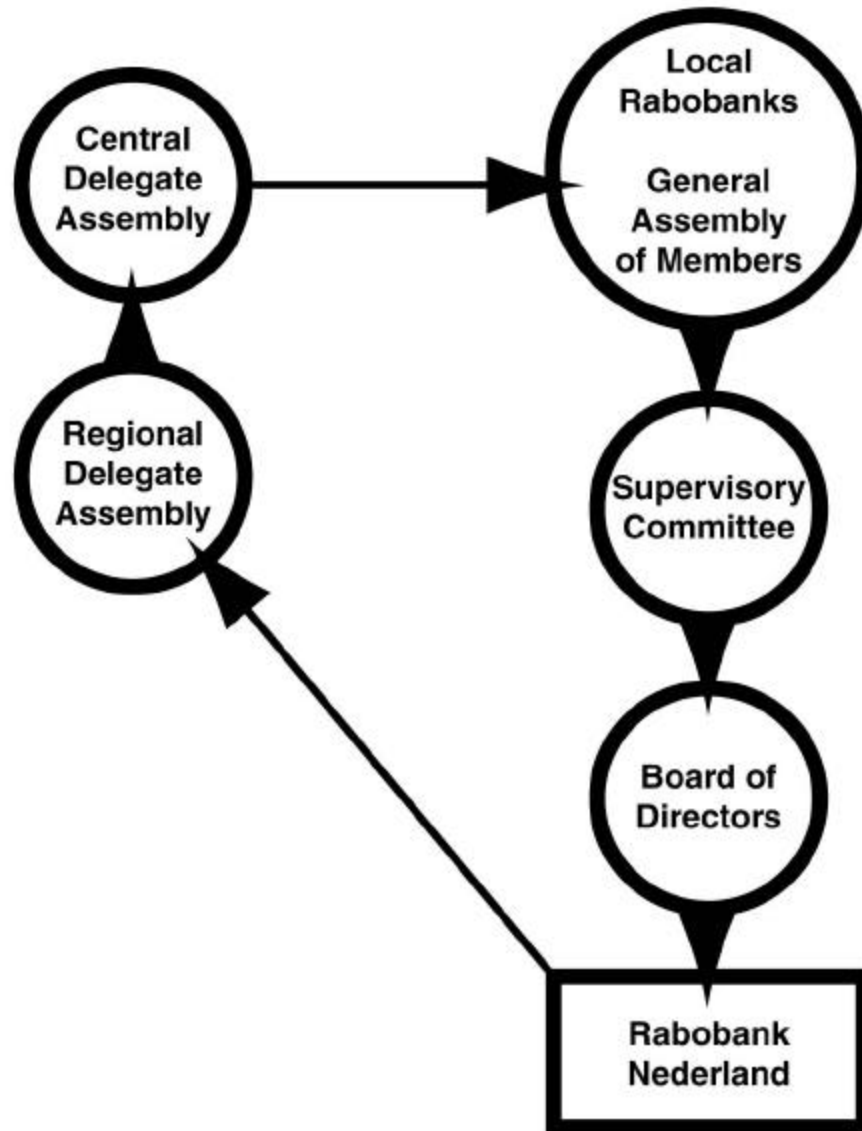 Central
Delegate
Assembly
Local
Rabobanks
General
Assembly
of Members
Regional
Delegate
Assembly
Supervisory
Committee
Board of
Directors
Rabobank
Nederland